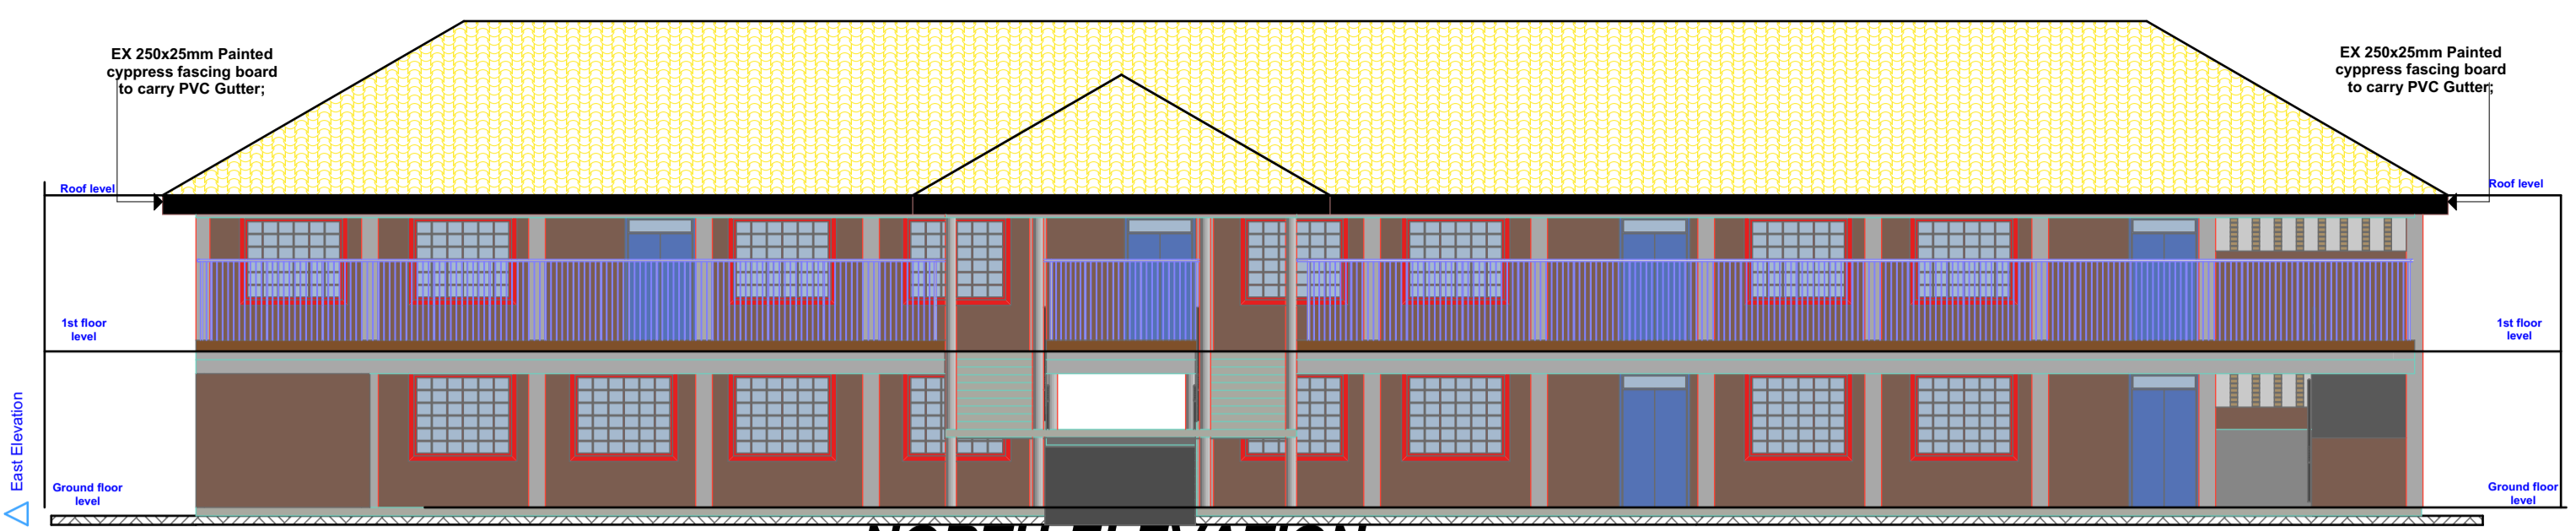 EX 250x25mm Painted
cyppress fascing board
to carry PVC Gutter;
EX 250x25mm Painted
cyppress fascing board
to carry PVC Gutter;
Roof level
Roof level
1st floor
level
1st floor
level
East Elevation
Ground floor
level
Ground floor
level
NORTH ELEVATION